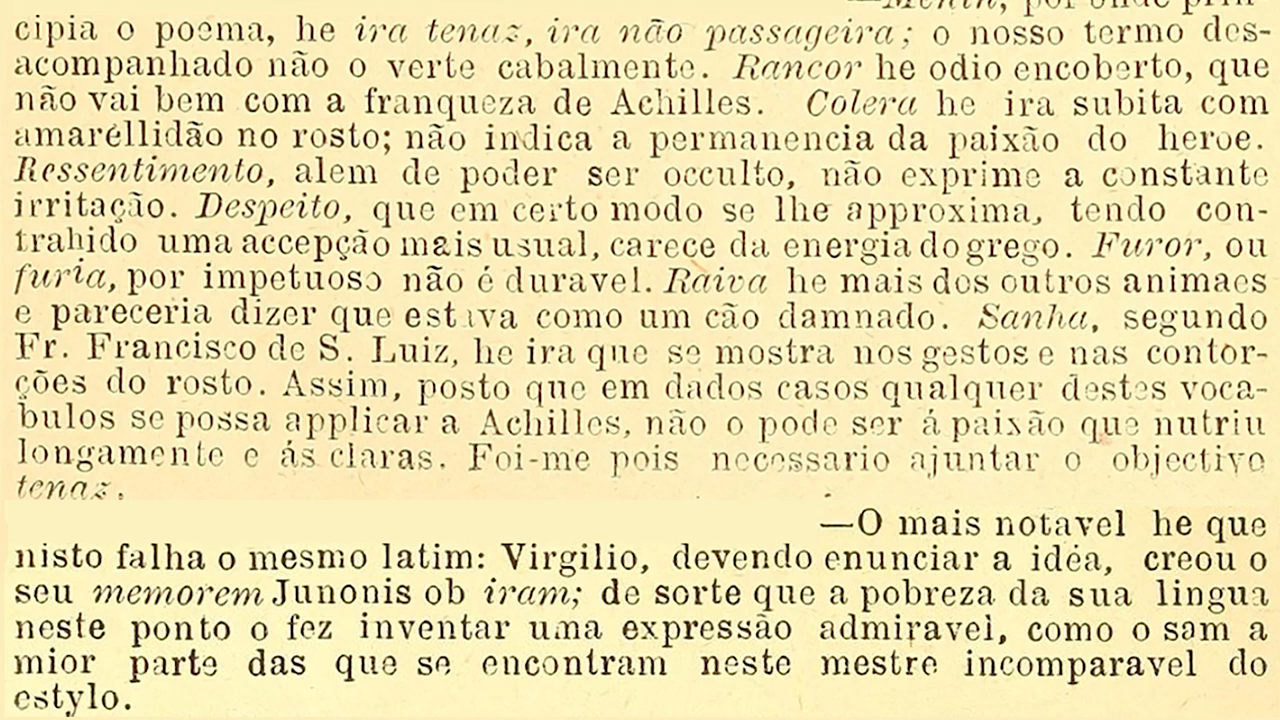 —Menin, por onde prin-
cipia o poema, he ira tenaz, ira não passageira; o nosso termo des-
acompanhado não o verte cabalmente. Rancor he odio encoberto, que
não vai bem com a franqueza de Achilles. Colera he ira subita com
amaréllidão no rosto; não indica a permanencia da paixão do heroe.
Ressentimento, alem de poder ser occulto, não exprime a constante
irritação. Despeito, que em certo modo se lhe approxima, tendo con-
trahido uma accepção mais usual, carece da energia do grego. Furor, ou
furia, por impetuoso não é duravel. Raiva he mais dos outros animaes
e pareceria dizer que estava como um cão damnado. Sanha, segundo
Fr. Francisco de S. Luiz, he ira que se mostra nos gestos e nas contor-
ções do rosto. Assim, posto que em dados casos qualquer destes voca-
bulos se possa applicar a Achilles, não o pode ser á paixão que nutriu
longamente e ás claras. Foi-me pois necessario ajuntar o objectivo
tenaz.
—O mais notavel he que
nisto falha o mesmo latim: Virgilio, devendo enunciar a idéa, creou o
seu memorem Junonis ob iram; de sorte que a pobreza da sua lingua
neste ponto o fez inventar uma expressão admiravel, como o sam a
mior parte das que se encontram neste mestre incomparavel do
estylo.